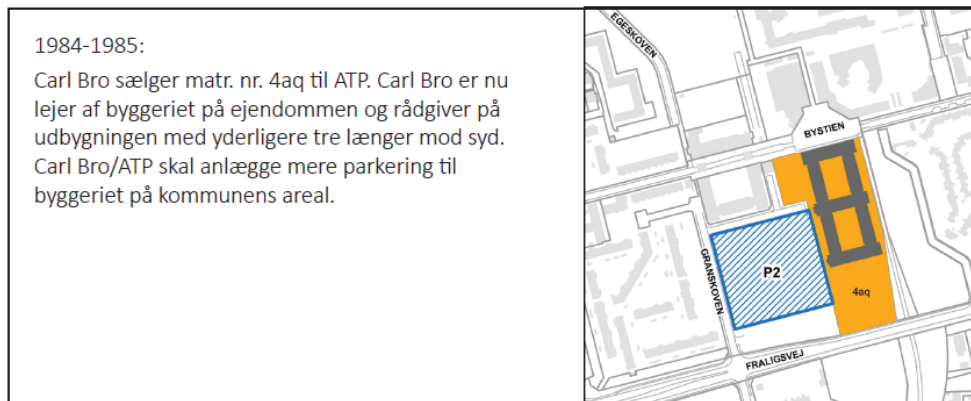 1984-1985:
Carl Bro sælger matr. nr. 4aq til ATP. Carl Bro er nu
lejer af byggeriet på ejendommen og rådgiver på
udbygningen med yderligere tre længer mod syd.
Carl Bro/ATP skal anlægge mere parkering til
byggeriet på kommunens areal.
EGESKOVEN
BYSTIEN
GRANSKOVEN
P2
4aq
FRALIGSVEJ